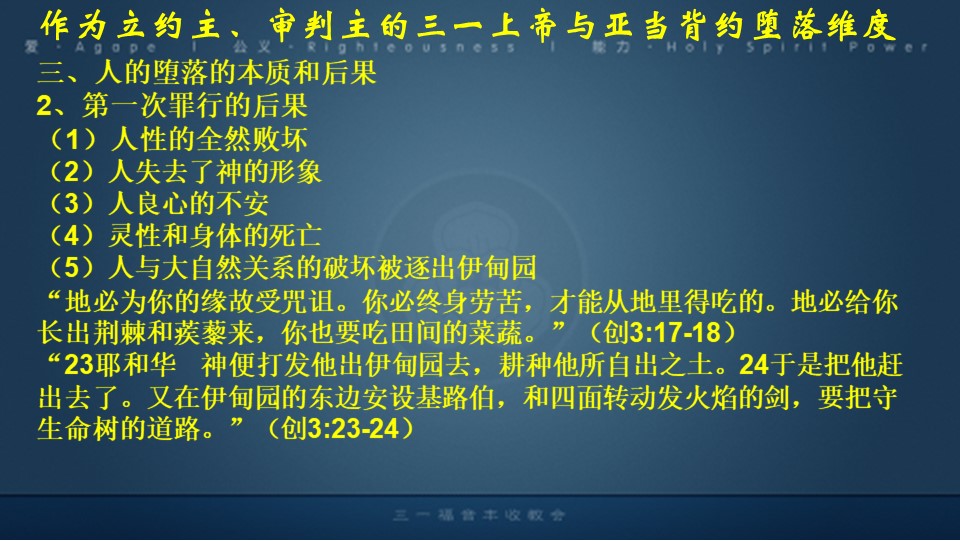 作为立约主、审判主的三一上帝与亚当背约堕落维度
爱 - Agape | 公义 - Righteousness | 能力 - Holy Spirit Power
三、人的堕落的本质和后果
2、第一次罪行的后果
（1）人性的全然败坏
（2）人失去了神的形象
（3）人良心的不安
（4）灵性和身体的死亡
（5）人与大自然关系的破坏被逐出伊甸园
“地必为你的缘故受咒诅。你必终身劳苦，才能从地里得吃的。地必给你
长出荆棘和蒺藜来，你也要吃田间的菜蔬。”（创3:17-18）
“23耶和华　神便打发他出伊甸园去，耕种他所自出之土。24于是把他赶
出去了。又在伊甸园的东边安设基路伯，和四面转动发火焰的剑，要把守
生命树的道路。”（创3:23-24）
三一福音丰收教会